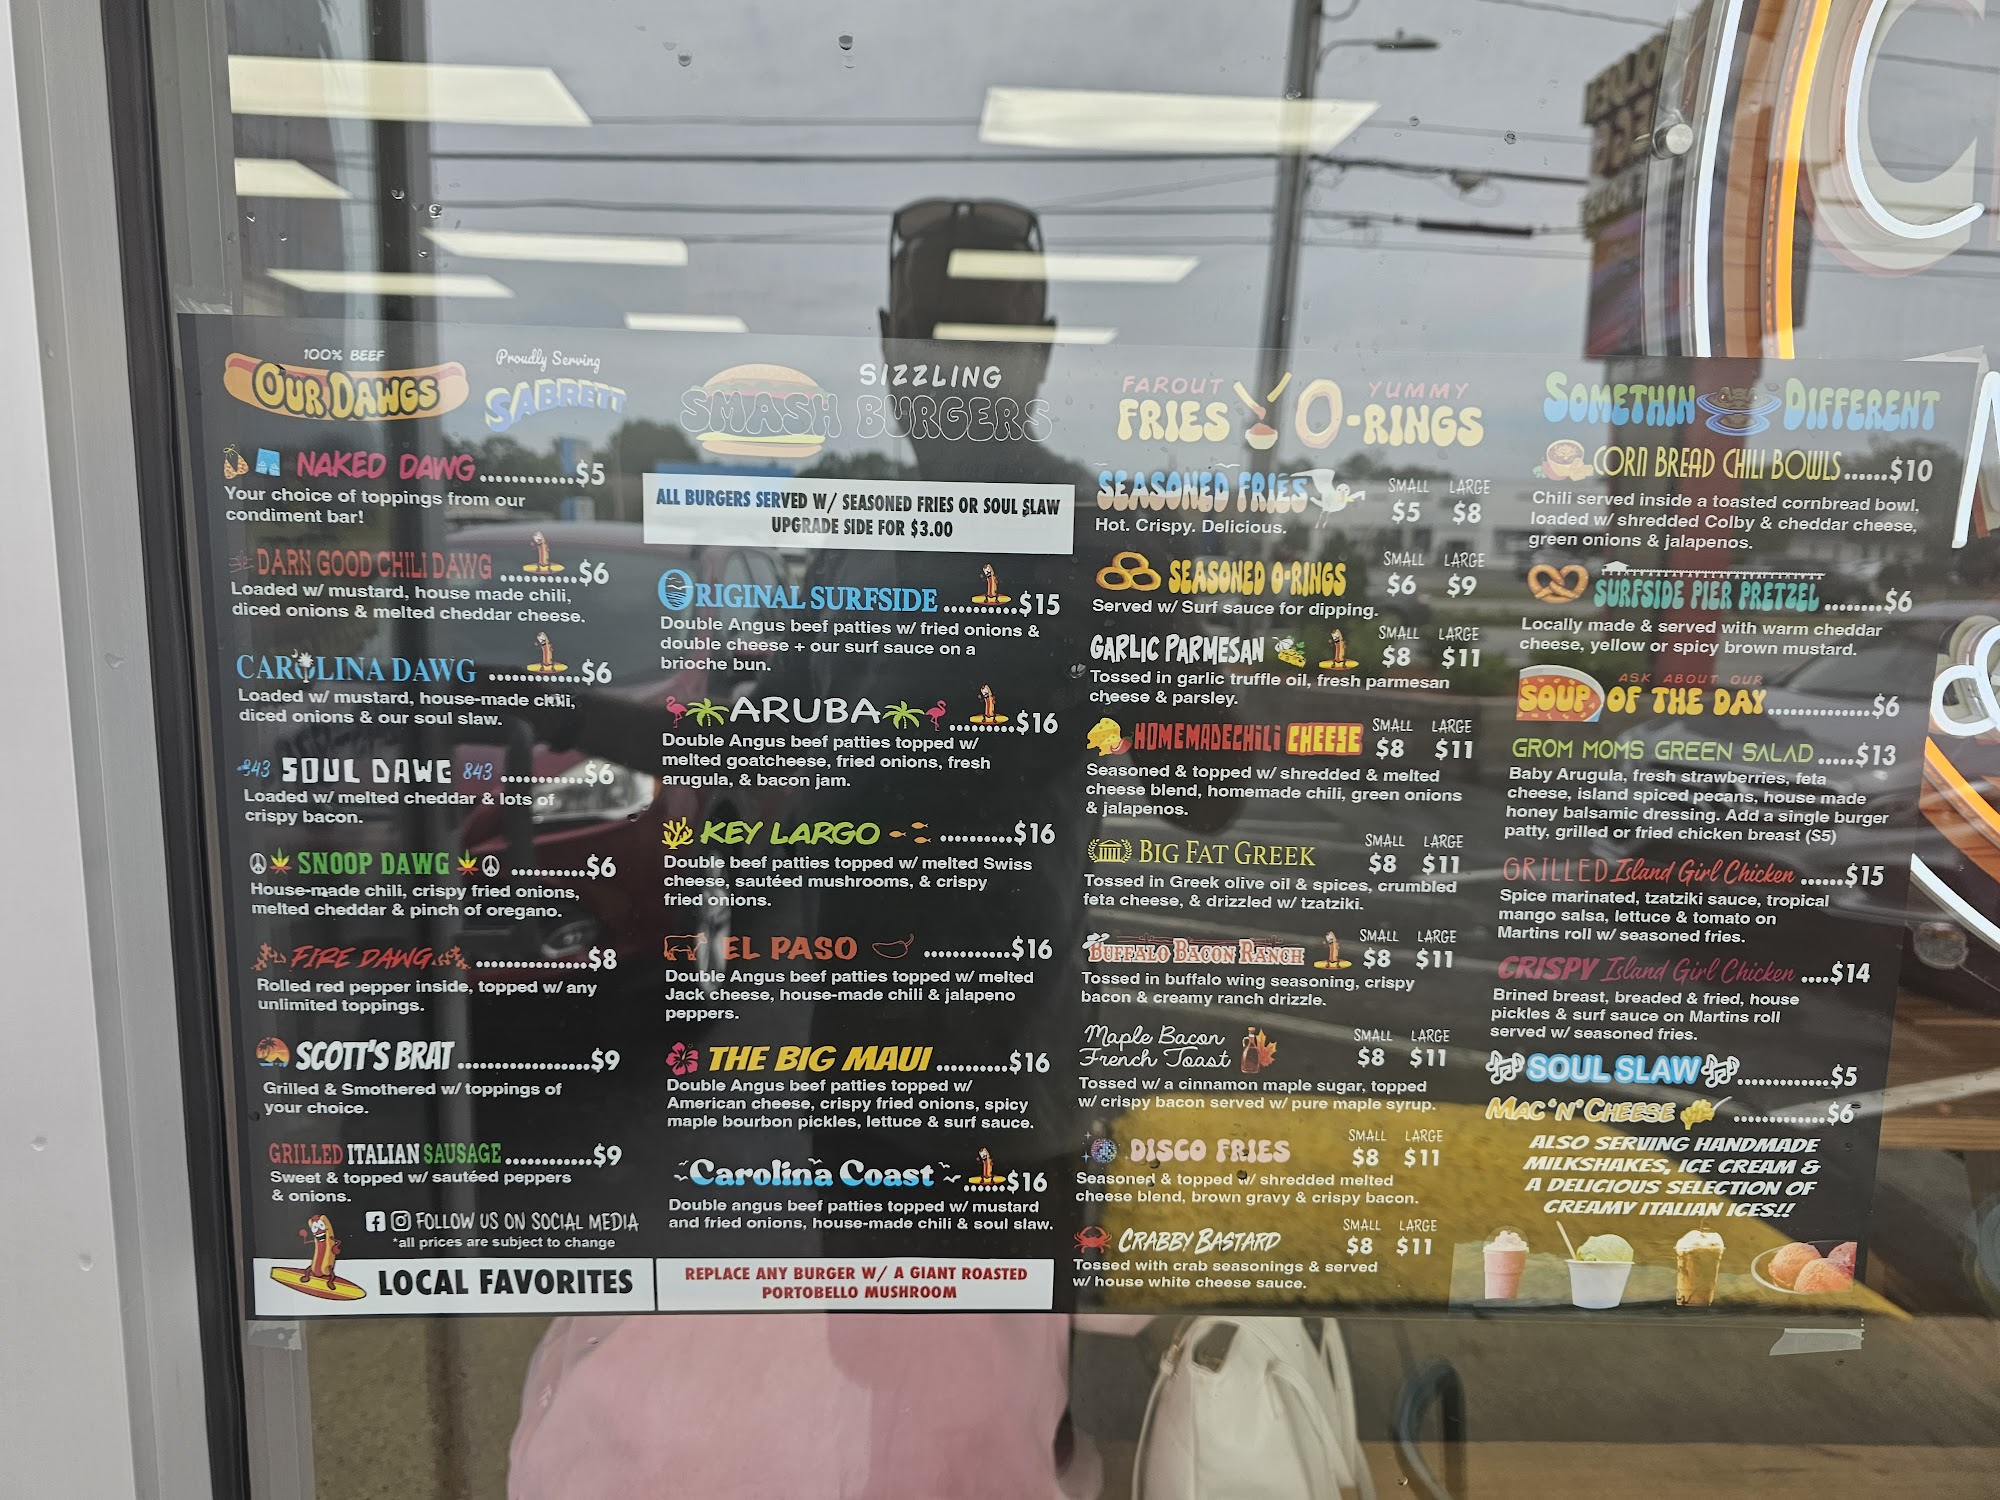 100% BEEF
OUR DAWGS
Proudly Serving
SABRETT
NAKED DAWG.............$5
Your choice of toppings from our
condiment bar!
DARN GOOD CHILI DAWG ...........$6
Loaded w/ mustard, house made chili,
diced onions & melted cheddar cheese.
CAROLINA DAWG .............$6
Loaded w/ mustard, house-made chili,
diced onions & our soul slaw.
843 SOUL DAWG 843 ............$6
Loaded w/ melted cheddar & lots of
crispy bacon.
SNOOP DAWG ...........$6
House-made chili, crispy fried onions,
melted cheddar & pinch of oregano.
FIRE DAWG ................$8
Rolled red pepper inside, topped w/ any
unlimited toppings.
SCOTT'S BRAT...................$9
Grilled & Smothered w/ toppings of
your choice.
GRILLED ITALIAN SAUSAGE.............$9
Sweet & topped w/ sautéed peppers
& onions.
FOLLOW US ON SOCIAL MEDIA
*all prices are subject to change
LOCAL FAVORITES
SIZZLING
SMASH BURGERS
ALL BURGERS SERVED W/ SEASONED FRIES OR SOUL SLAW
UPGRADE SIDE FOR $3.00
ORIGINAL SURFSIDE...........$15
Double Angus beef patties w/ fried onions &
double cheese + our surf sauce on a
brioche bun.
ARUBA..........$16
Double Angus beef patties topped w/
melted goatcheese, fried onions, fresh
arugula, & bacon jam.
KEY LARGO ..........$16
Double beef patties topped w/ melted Swiss
cheese, sautéed mushrooms, & crispy
fried onions.
EL PASO ............$16
Double Angus beef patties topped w/ melted
Jack cheese, house-made chili & jalapeno
peppers.
THE BIG MAUI..........$16
Double Angus beef patties topped w/
American cheese, crispy fried onions, spicy
maple bourbon pickles, lettuce & surf sauce.
Carolina Coast ......$16
Double angus beef patties topped w/ mustard
and fried onions, house-made chili & soul slaw.
REPLACE ANY BURGER W/ A GIANT ROASTED
PORTOBELLO MUSHROOM
FAROUT
FRIES
YUMMY
O-RINGS
SEASONED FRIES SMALL LARGE
$5 $8
Hot. Crispy. Delicious.
SEASONED O-RINGS SMALL LARGE
$6 $9
Served w/ Surf sauce for dipping.
GARLIC PARMESAN SMALL LARGE
$8 $11
Tossed in garlic truffle oil, fresh parmesan
cheese & parsley.
HOMEMADE CHILI CHEESE SMALL LARGE
$8 $11
Seasoned & topped w/ shredded & melted
cheese blend, homemade chili, green onions
& jalapenos.
BIG FAT GREEK SMALL LARGE
$8 $11
Tossed in Greek olive oil & spices, crumbled
feta cheese, & drizzled w/ tzatziki.
BUFFALO BACON RANCH SMALL LARGE
$8 $11
Tossed in buffalo wing seasoning, crispy
bacon & creamy ranch drizzle.
Maple Bacon
French Toast SMALL LARGE
$8 $11
Tossed w/ a cinnamon maple sugar, topped
w/ crispy bacon served w/ pure maple syrup.
DISCO FRIES SMALL LARGE
$8 $11
Seasoned & topped w/ shredded melted
cheese blend, brown gravy & crispy bacon.
CRABBY BASTARD SMALL LARGE
$8 $11
Tossed with crab seasonings & served
w/ house white cheese sauce.
SOMETHIN DIFFERENT
CORN BREAD CHILI BOWLS......$10
Chili served inside a toasted cornbread bowl,
loaded w/ shredded Colby & cheddar cheese,
green onions & jalapenos.
SURFSIDE PIER PRETZEL........$6
Locally made & served with warm cheddar
cheese, yellow or spicy brown mustard.
ASK ABOUT OUR
SOUP OF THE DAY..............$6
GROM MOMS GREEN SALAD.....$13
Baby Arugula, fresh strawberries, feta
cheese, island spiced pecans, house made
honey balsamic dressing. Add a single burger
patty, grilled or fried chicken breast ($5)
GRILLED Island Girl Chicken ......$15
Spice marinated, tzatziki sauce, tropical
mango salsa, lettuce & tomato on
Martins roll w/ seasoned fries.
CRISPY Island Girl Chicken ....$14
Brined breast, breaded & fried, house
pickles & surf sauce on Martins roll
served w/ seasoned fries.
SOUL SLAW.............$5
MAC 'N' CHEESE .............$6
ALSO SERVING HANDMADE
MILKSHAKES, ICE CREAM &
A DELICIOUS SELECTION OF
CREAMY ITALIAN ICES!!